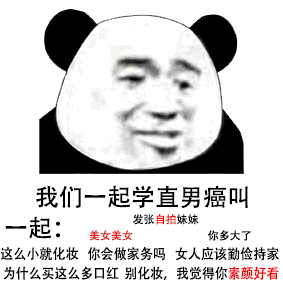 我们一起学直男癌叫
一起：
发张自拍妹妹
美女美女 你多大了
这么小就化妆 你会做家务吗 女人应该勤俭持家
为什么买这么多口红 别化妆，我觉得你素颜好看